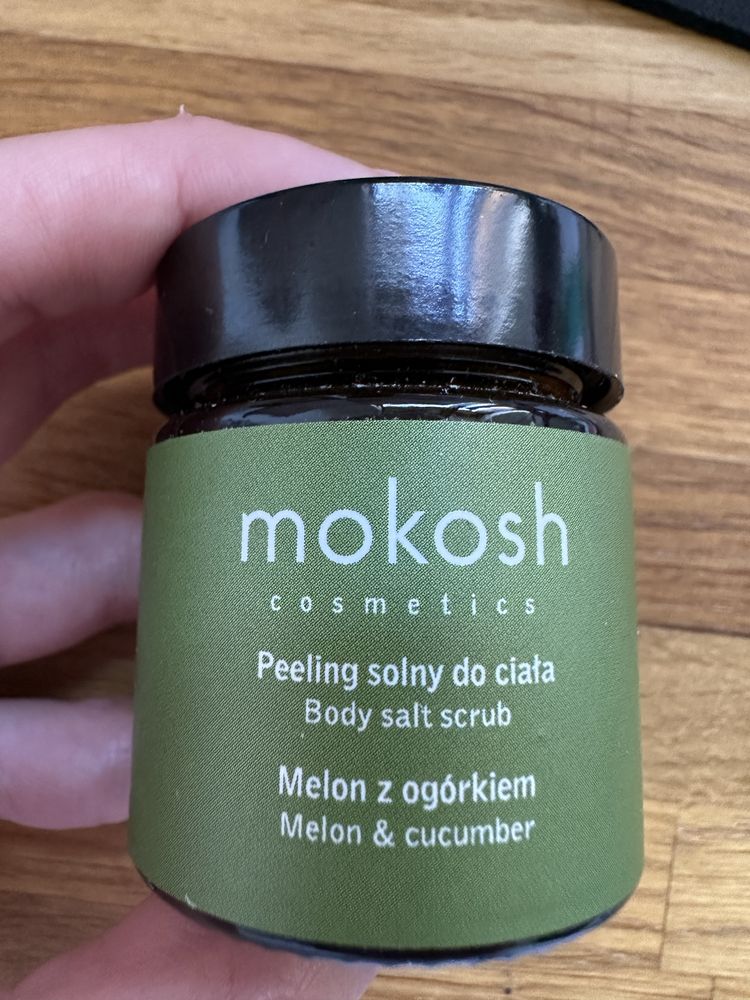 mokosh
cosmetics
Peeling solny do ciała
Body salt scrub
Melon z ogórkiem
Melon & cucumber